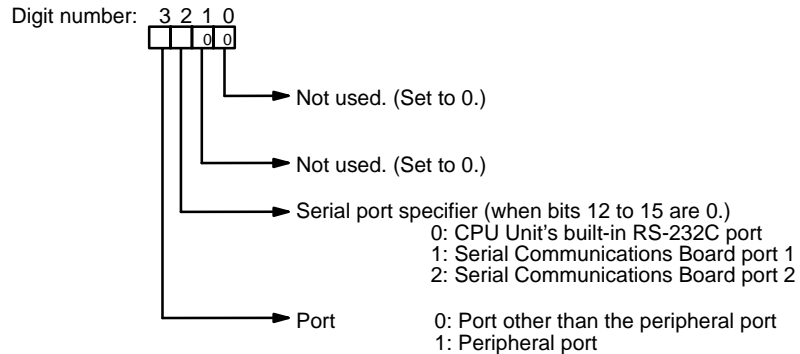 Digit number: 3 2 1 0
0 0
Not used. (Set to 0.)
Not used. (Set to 0.)
Serial port specifier (when bits 12 to 15 are 0.)
0: CPU Unit's built-in RS-232C port
1: Serial Communications Board port 1
2: Serial Communications Board port 2
Port 0: Port other than the peripheral port
1: Peripheral port